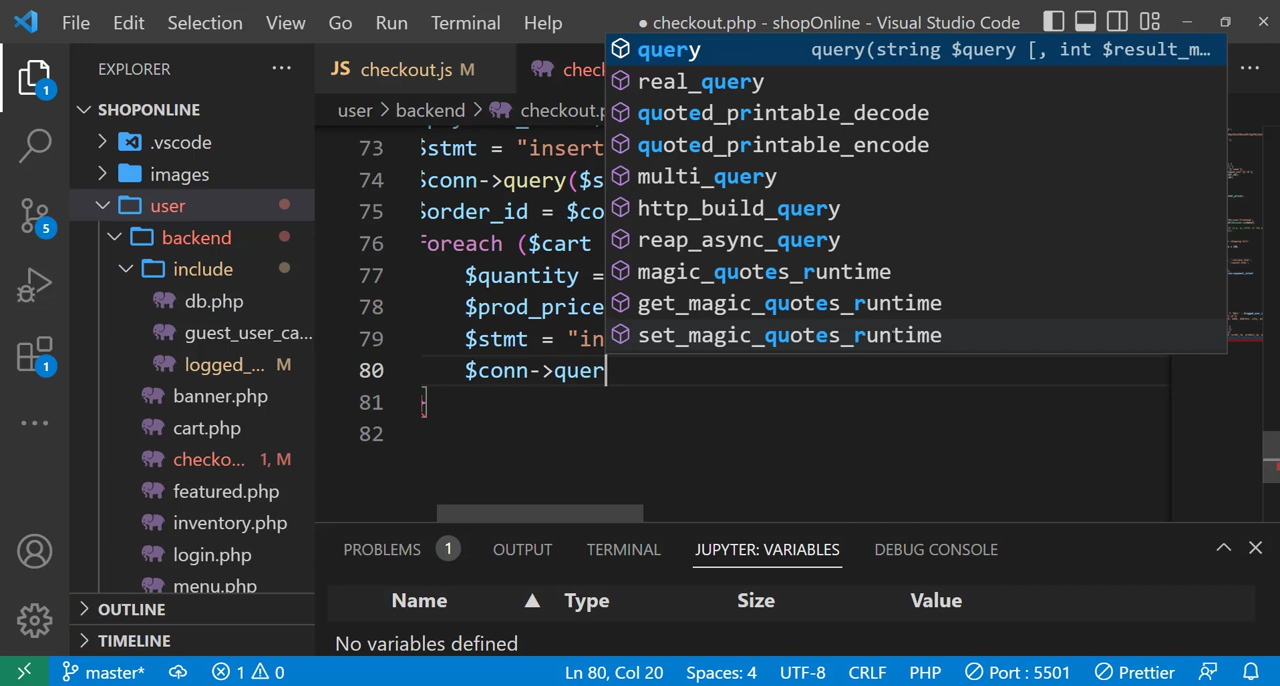 File Edit Selection View Go Run Terminal Help ● checkout.php - shopOnline - Visual Studio Code
EXPLORER ...
JS checkout.js M
user > backend > checkout.p
SHOPONLINE
.vscode
images
user
backend
include
db.php
guest_user_ca...
logged_... M
banner.php
cart.php
checko... 1, M
featured.php
inventory.php
login.php
menu.php
OUTLINE
TIMELINE
1
5
1
73 $stmt = "insert
74 $conn->query($s
75 $order_id = $co
76 Foreach ($cart
77 $quantity =
78 $prod_price
79 $stmt = "in
80 $conn->quer
81 }
82
query query(string $query [, int $result_m...
real_query
quoted_printable_decode
quoted_printable_encode
multi_query
http_build_query
reap_async_query
magic_quotes_runtime
get_magic_quotes_runtime
set_magic_quotes_runtime
PROBLEMS 1 OUTPUT TERMINAL JUPYTER: VARIABLES DEBUG CONSOLE
Name ▲ Type Size Value
No variables defined
master* 1 0 Ln 80, Col 20 Spaces: 4 UTF-8 CRLF PHP Port : 5501 Prettier